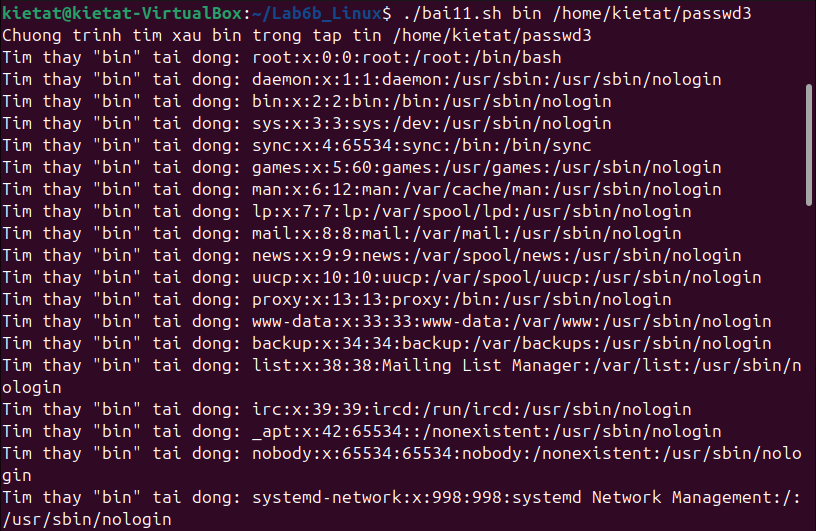 kietat@kietat-VirtualBox:~/Lab6b_Linux$ ./bai11.sh bin /home/kietat/passwd3
Chuong trinh tim xau bin trong tap tin /home/kietat/passwd3
Tim thay "bin" tai dong: root:x:0:0:root:/root:/bin/bash
Tim thay "bin" tai dong: daemon:x:1:1:daemon:/usr/sbin:/usr/sbin/nologin
Tim thay "bin" tai dong: bin:x:2:2:bin:/bin:/usr/sbin/nologin
Tim thay "bin" tai dong: sys:x:3:3:sys:/dev:/usr/sbin/nologin
Tim thay "bin" tai dong: sync:x:4:65534:sync:/bin:/bin/sync
Tim thay "bin" tai dong: games:x:5:60:games:/usr/games:/usr/sbin/nologin
Tim thay "bin" tai dong: man:x:6:12:man:/var/cache/man:/usr/sbin/nologin
Tim thay "bin" tai dong: lp:x:7:7:lp:/var/spool/lpd:/usr/sbin/nologin
Tim thay "bin" tai dong: mail:x:8:8:mail:/var/mail:/usr/sbin/nologin
Tim thay "bin" tai dong: news:x:9:9:news:/var/spool/news:/usr/sbin/nologin
Tim thay "bin" tai dong: uucp:x:10:10:uucp:/var/spool/uucp:/usr/sbin/nologin
Tim thay "bin" tai dong: proxy:x:13:13:proxy:/bin:/usr/sbin/nologin
Tim thay "bin" tai dong: www-data:x:33:33:www-data:/var/www:/usr/sbin/nologin
Tim thay "bin" tai dong: backup:x:34:34:backup:/var/backups:/usr/sbin/nologin
Tim thay "bin" tai dong: list:x:38:38:Mailing List Manager:/var/list:/usr/sbin/n
ologin
Tim thay "bin" tai dong: irc:x:39:39:ircd:/run/ircd:/usr/sbin/nologin
Tim thay "bin" tai dong: _apt:x:42:65534::/nonexistent:/usr/sbin/nologin
Tim thay "bin" tai dong: nobody:x:65534:65534:nobody:/nonexistent:/usr/sbin/nolo
gin
Tim thay "bin" tai dong: systemd-network:x:998:998:systemd Network Management:/:
/usr/sbin/nologin